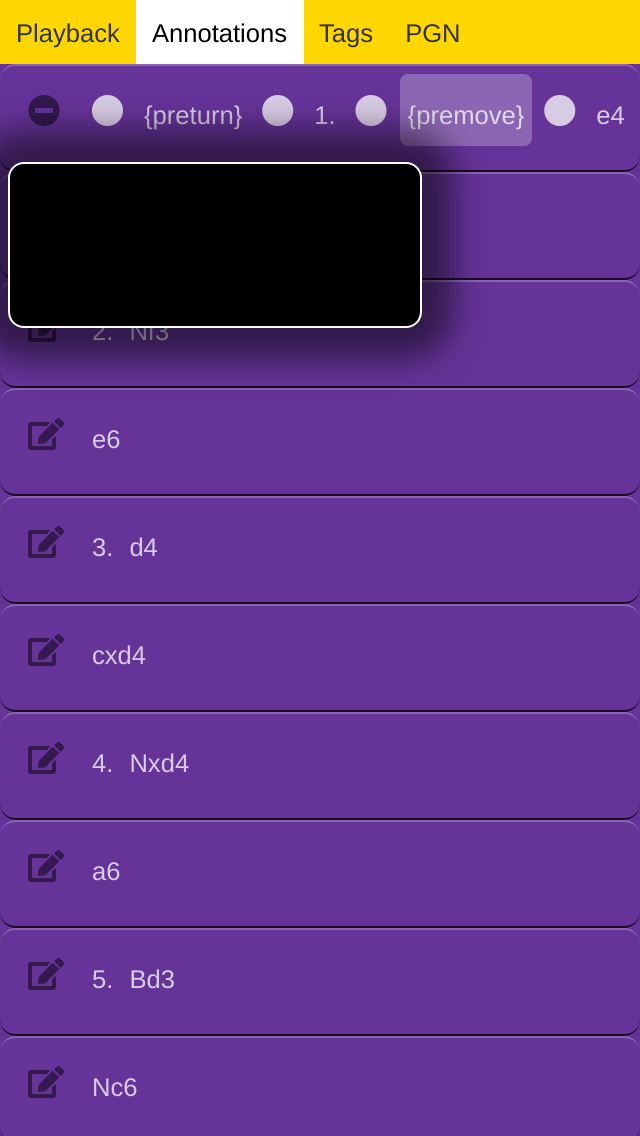 Playback Annotations Tags PGN
{preturn} 1. {premove} e4
2. Nf3
e6
3. d4
cxd4
4. Nxd4
a6
5. Bd3
Nc6